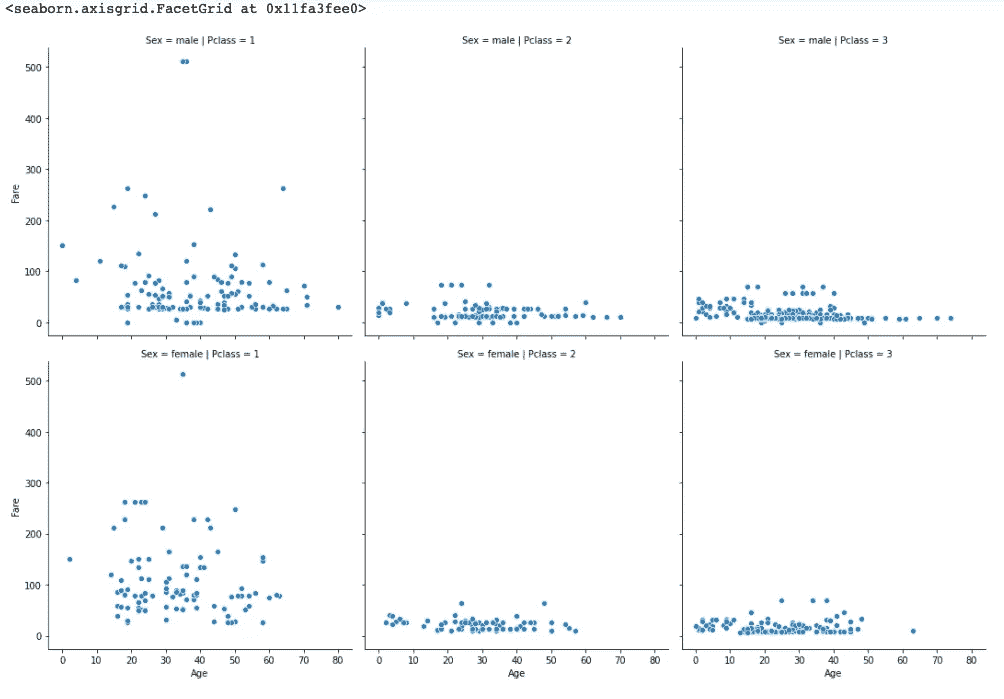 <seaborn.axisgrid.FacetGrid at 0x11fa3fee0>
Sex = male | Pclass = 1
Sex = male | Pclass = 2
Sex = male | Pclass = 3
500
400
300
200
100
0
Fare
Sex = female | Pclass = 1
Sex = female | Pclass = 2
Sex = female | Pclass = 3
500
400
300
200
100
0
Fare
0 10 20 30 40 50 60 70 80
0 10 20 30 40 50 60 70 80
0 10 20 30 40 50 60 70 80
Age
Age
Age